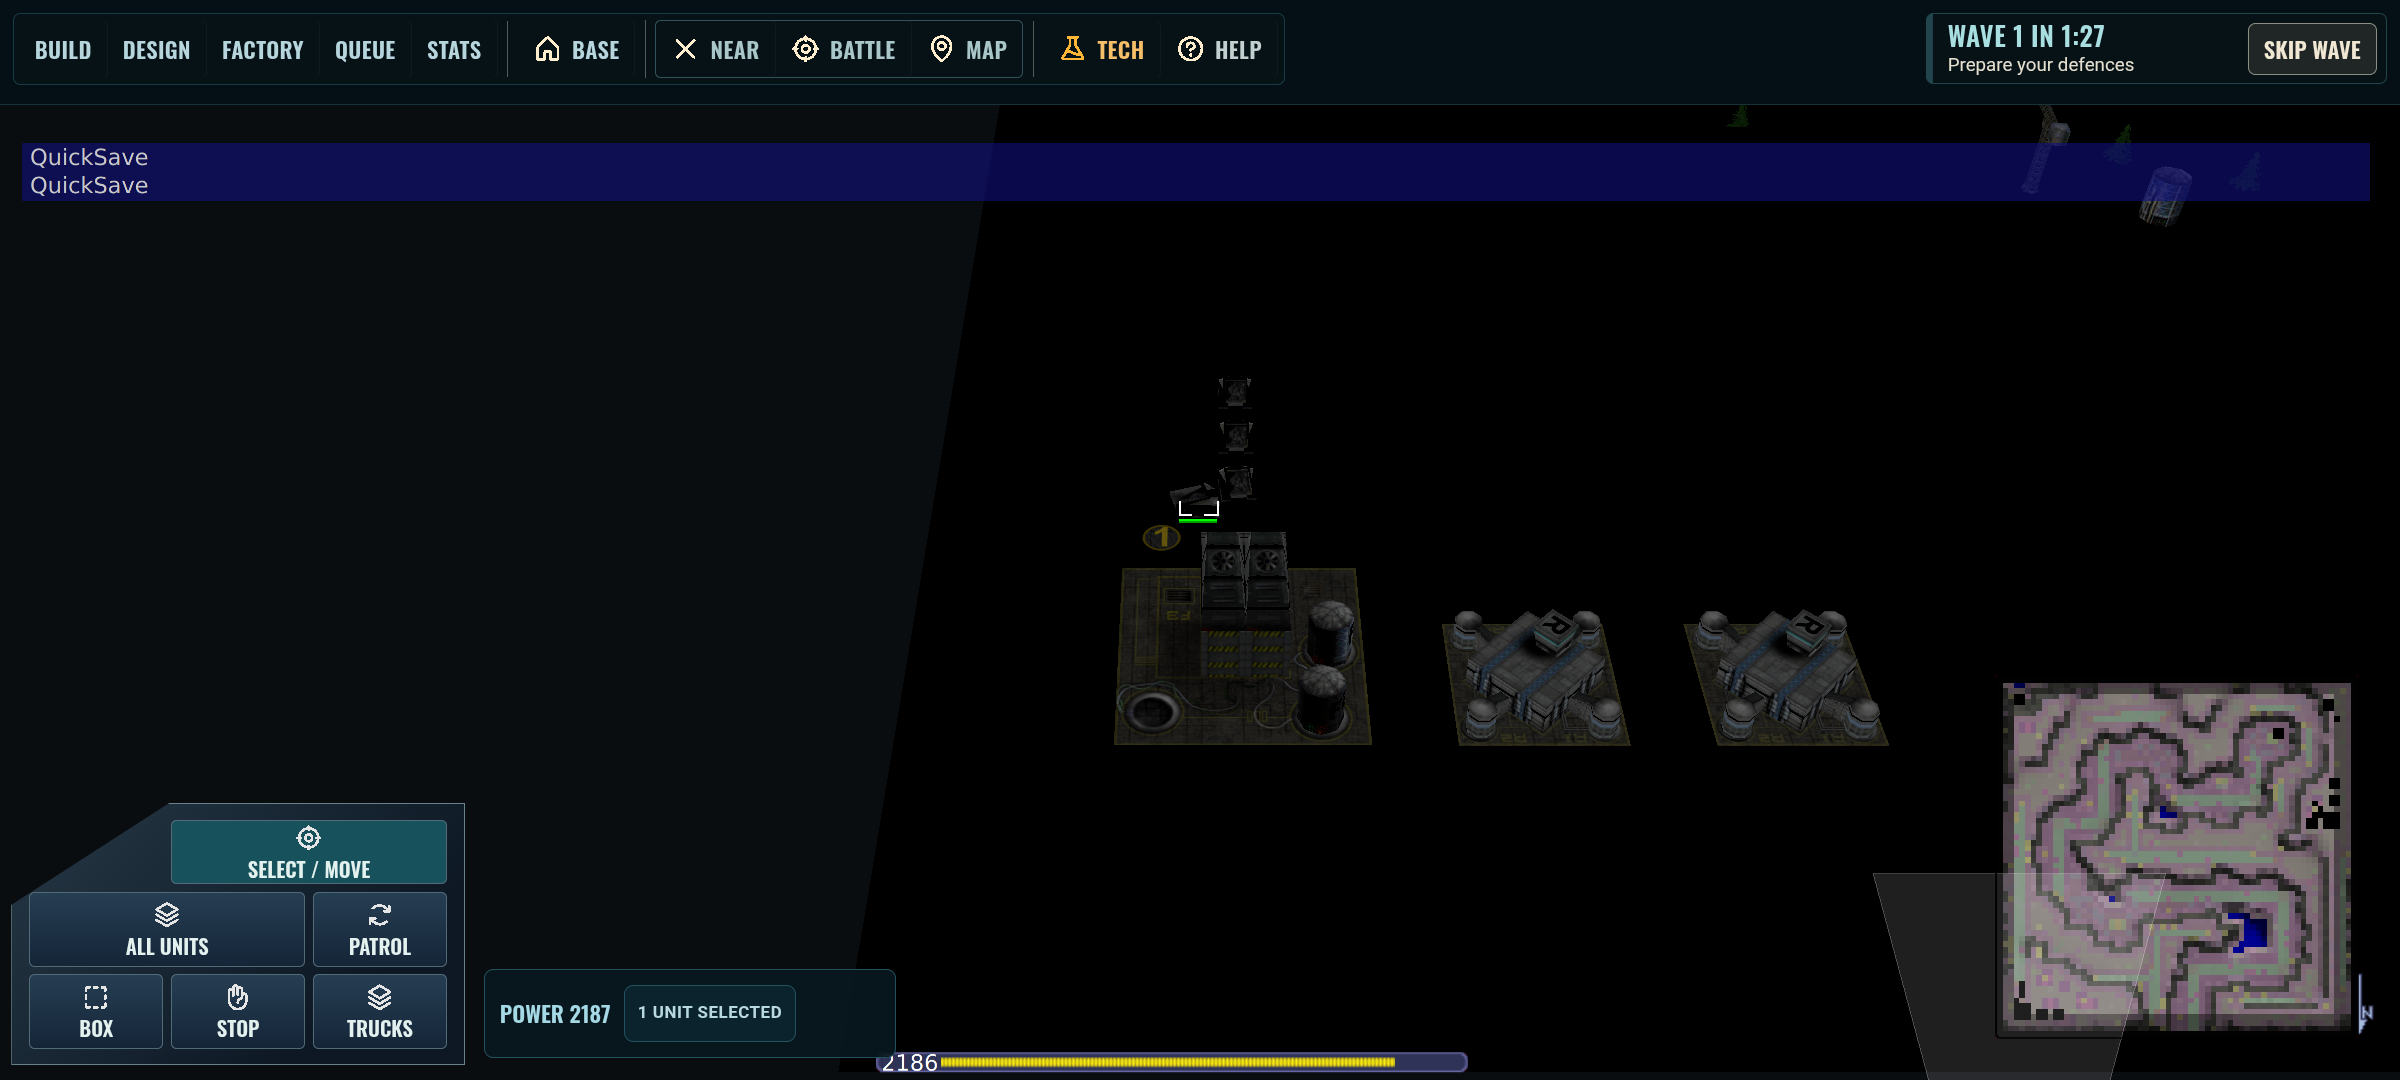 BUILD
DESIGN
FACTORY
QUEUE
STATS
BASE
NEAR
BATTLE
MAP
TECH
HELP
WAVE 1 IN 1:27
Prepare your defences
SKIP WAVE
QuickSave
QuickSave
1
R
R
SELECT / MOVE
ALL UNITS
PATROL
BOX
STOP
TRUCKS
POWER 2187
1 UNIT SELECTED
2186
N